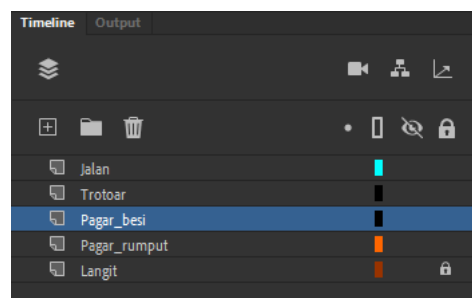 Timeline Output
Jalan
Trotoar
Pagar_besi
Pagar_rumput
Langit